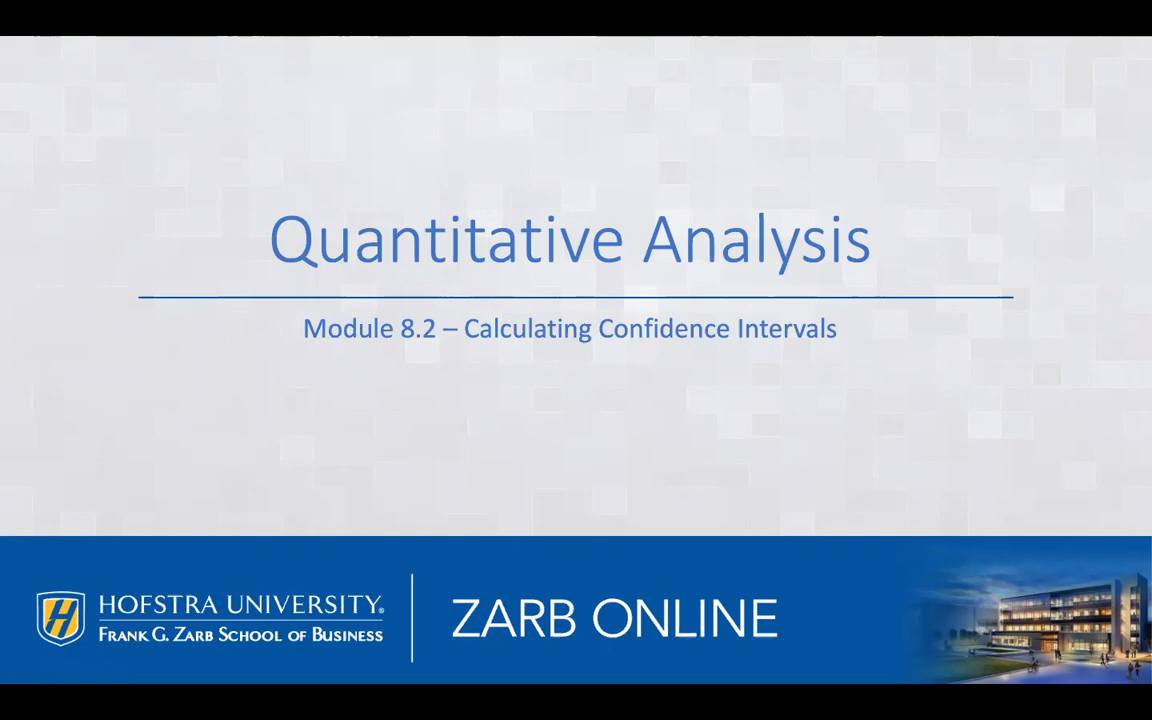 Quantitative Analysis
Module 8.2 – Calculating Confidence Intervals
HOFSTRA UNIVERSITY®
FRANK G. ZARB SCHOOL OF BUSINESS
ZARB ONLINE